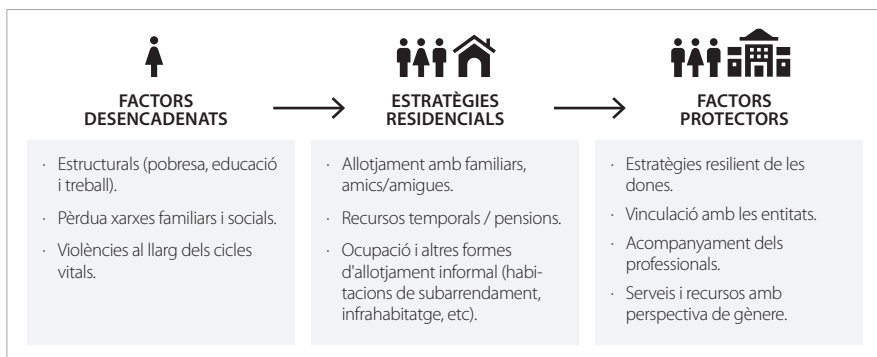 FACTORS
DESENCADENATS
ESTRATÈGIES
RESIDENCIALS
FACTORS
PROTECTORS
· Estructurals (pobresa, educació
i treball).
· Pèrdua xarxes familiars i socials.
· Violències al llarg dels cicles
vitals.
· Allotjament amb familiars,
amics/amigues.
· Recursos temporals / pensions.
· Ocupació i altres formes
d'allotjament informal (habi-
tacions de subarrendament,
infrahabitatge, etc).
· Estratègies resilient de les
dones.
· Vinculació amb les entitats.
· Acompanyament dels
professionals.
· Serveis i recursos amb
perspectiva de gènere.